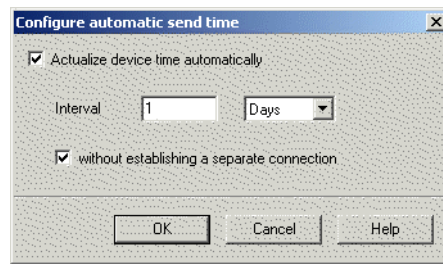 Configure automatic send time
Actualize device time automatically
Interval 1 Days
without establishing a separate connection
OK Cancel Help